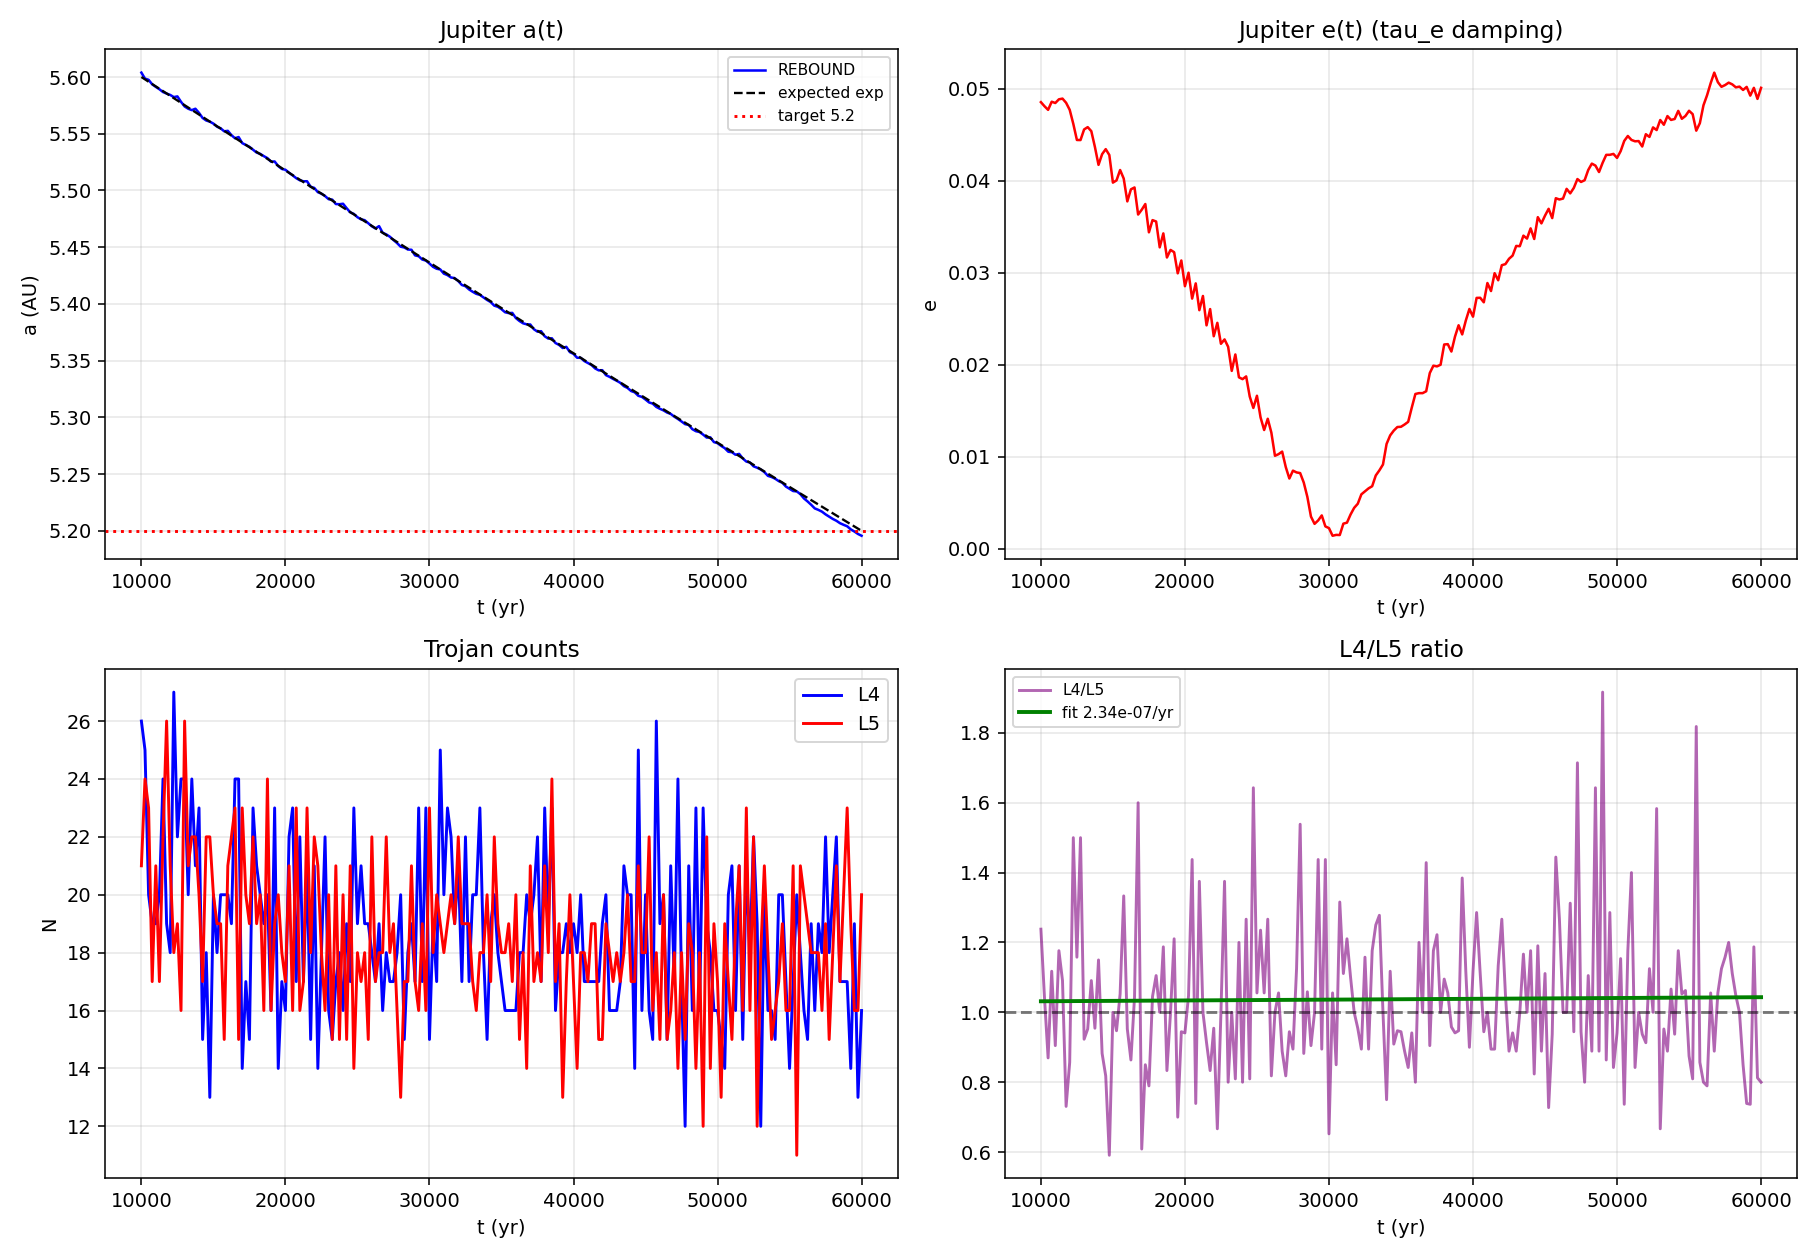 Jupiter a(t)
5.60
5.55
5.50
5.45
5.40
5.35
5.30
5.25
5.20
a (AU)
REBOUND
expected exp
target 5.2
10000 20000 30000 40000 50000 60000
t (yr)
Jupiter e(t) (tau_e damping)
0.05
0.04
0.03
0.02
0.01
0.00
e
10000 20000 30000 40000 50000 60000
t (yr)
Trojan counts
26
24
22
20
18
16
14
12
N
L4
L5
10000 20000 30000 40000 50000 60000
t (yr)
L4/L5 ratio
L4/L5
fit 2.34e-07/yr
1.8
1.6
1.4
1.2
1.0
0.8
0.6
10000 20000 30000 40000 50000 60000
t (yr)